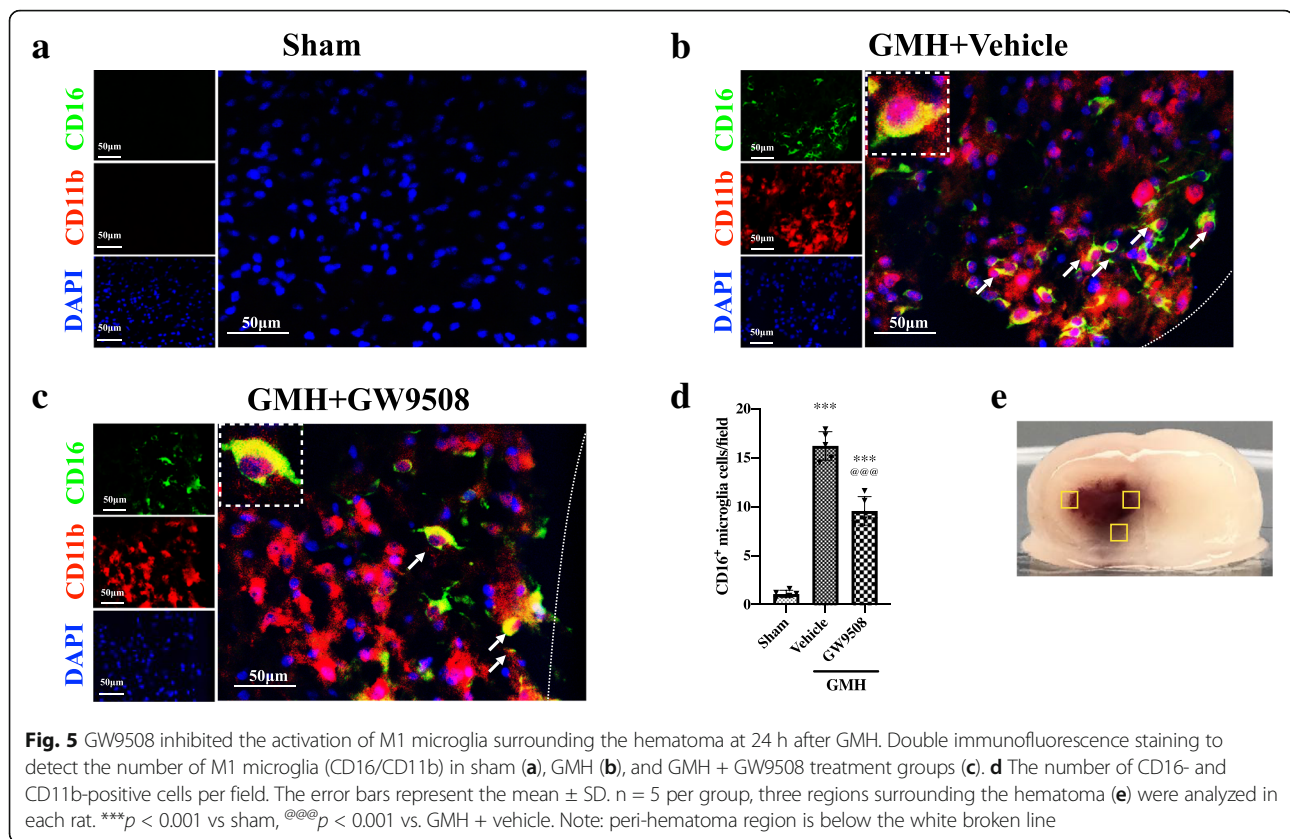 a
Sham
CD16
50μm
CD11b
50μm
DAPI
50μm
50μm
b
GMH+Vehicle
CD16
50μm
CD11b
50μm
DAPI
50μm
50μm
c
GMH+GW9508
CD16
50μm
CD11b
50μm
DAPI
50μm
50μm
d
CD16⁺ microglia cells/field
20
15
10
5
0
***
***
@@@
Sham
Vehicle
GW9508
GMH
e
Fig. 5 GW9508 inhibited the activation of M1 microglia surrounding the hematoma at 24 h after GMH. Double immunofluorescence staining to
detect the number of M1 microglia (CD16/CD11b) in sham (a), GMH (b), and GMH + GW9508 treatment groups (c). d The number of CD16- and
CD11b-positive cells per field. The error bars represent the mean ± SD. n = 5 per group, three regions surrounding the hematoma (e) were analyzed in
each rat. ***p < 0.001 vs sham, @@@p < 0.001 vs. GMH + vehicle. Note: peri-hematoma region is below the white broken line